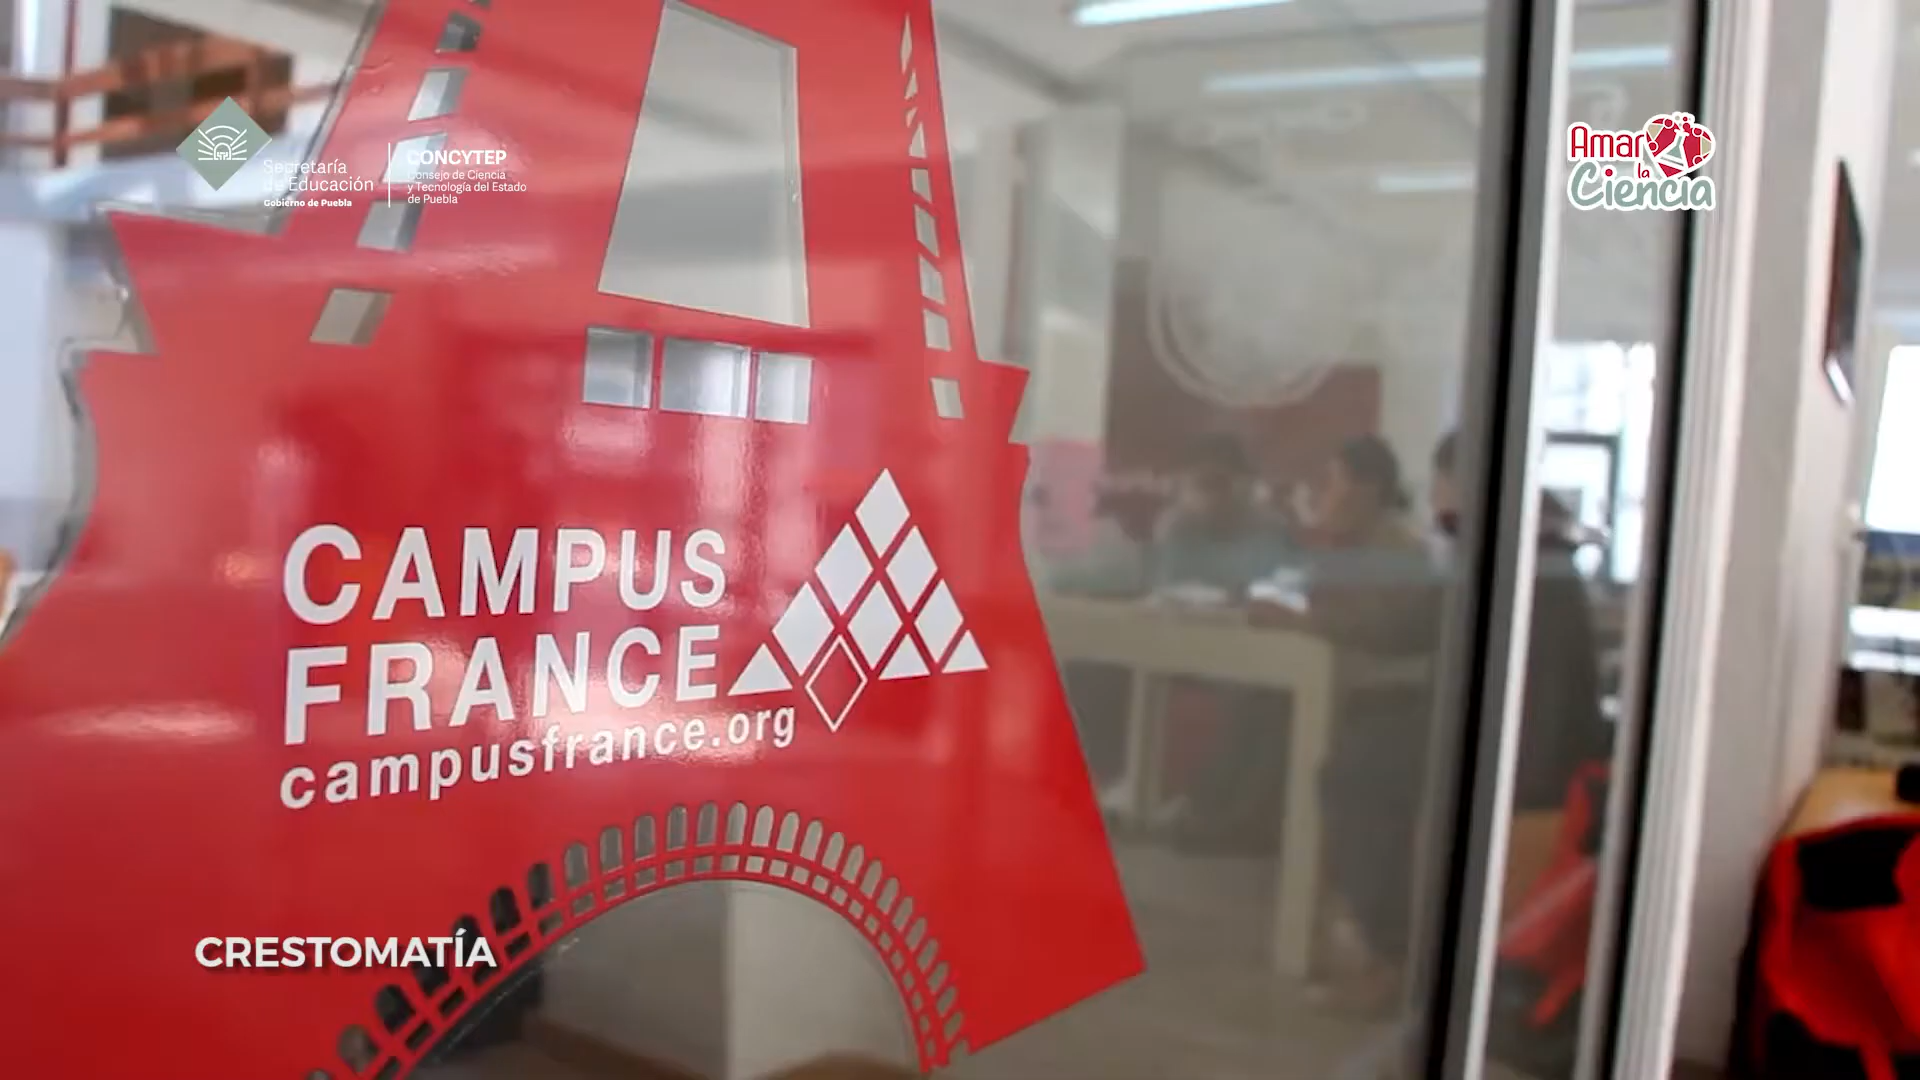 Secretaría
de Educación
Gobierno de Puebla
CONCYTEP
Consejo de Ciencia
y Tecnología del Estado
de Puebla
Amar
la
Ciencia
CAMPUS
FRANCE
campusfrance.org
CRESTOMATÍA